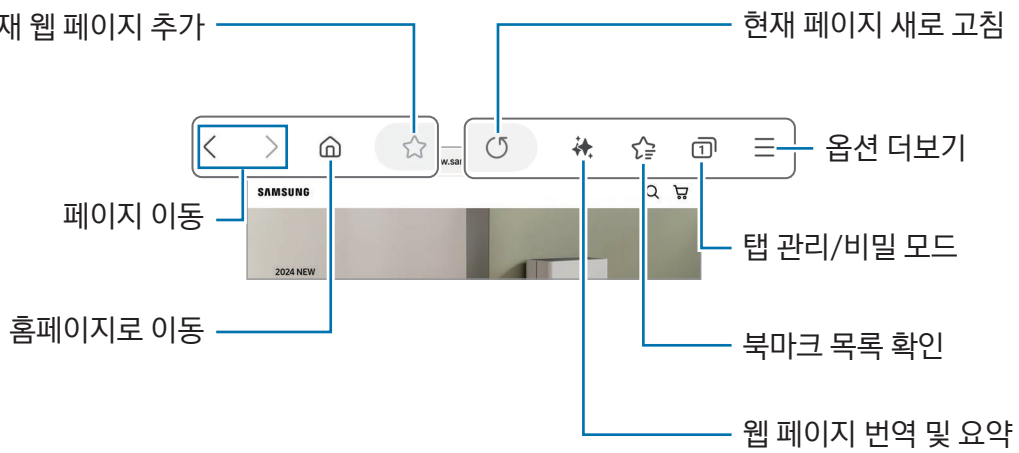 재 웹 페이지 추가
현재 페이지 새로 고침
1
옵션 더보기
w.sa
SAMSUNG
페이지 이동
탭 관리/비밀 모드
2024 NEW
홈페이지로 이동
북마크 목록 확인
웹 페이지 번역 및 요약